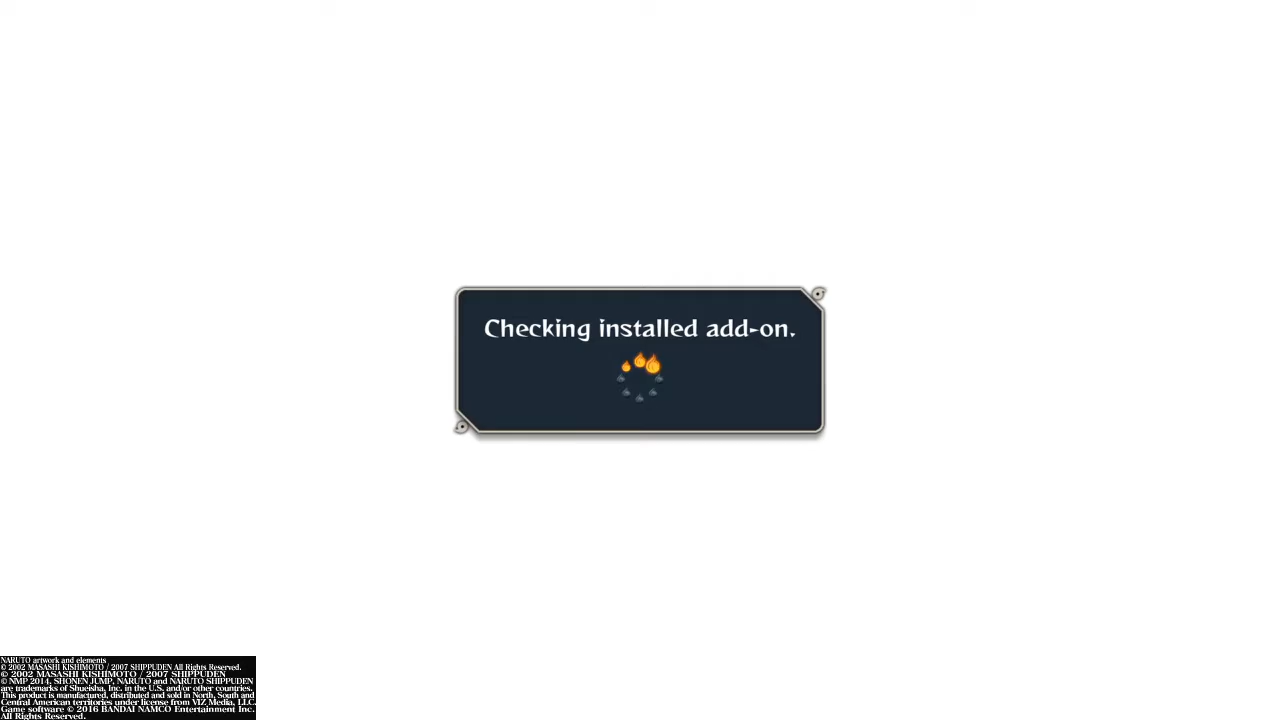 Checking installed add-on.
NARUTO artwork and elements
© 2002 MASASHI KISHIMOTO / 2007 SHIPPUDEN All Rights Reserved.
© 2002 MASASHI KISHIMOTO / 2007 SHIPPUDEN
© NMP 2014, SHONEN JUMP, NARUTO and NARUTO SHIPPUDEN
are trademarks of Shueisha, Inc. in the U.S. and/or other countries.
This product is manufactured, distributed and sold in North, South and
Central American territories under license from VIZ Media, LLC.
Game software © 2016 BANDAI NAMCO Entertainment Inc.
All Rights Reserved.